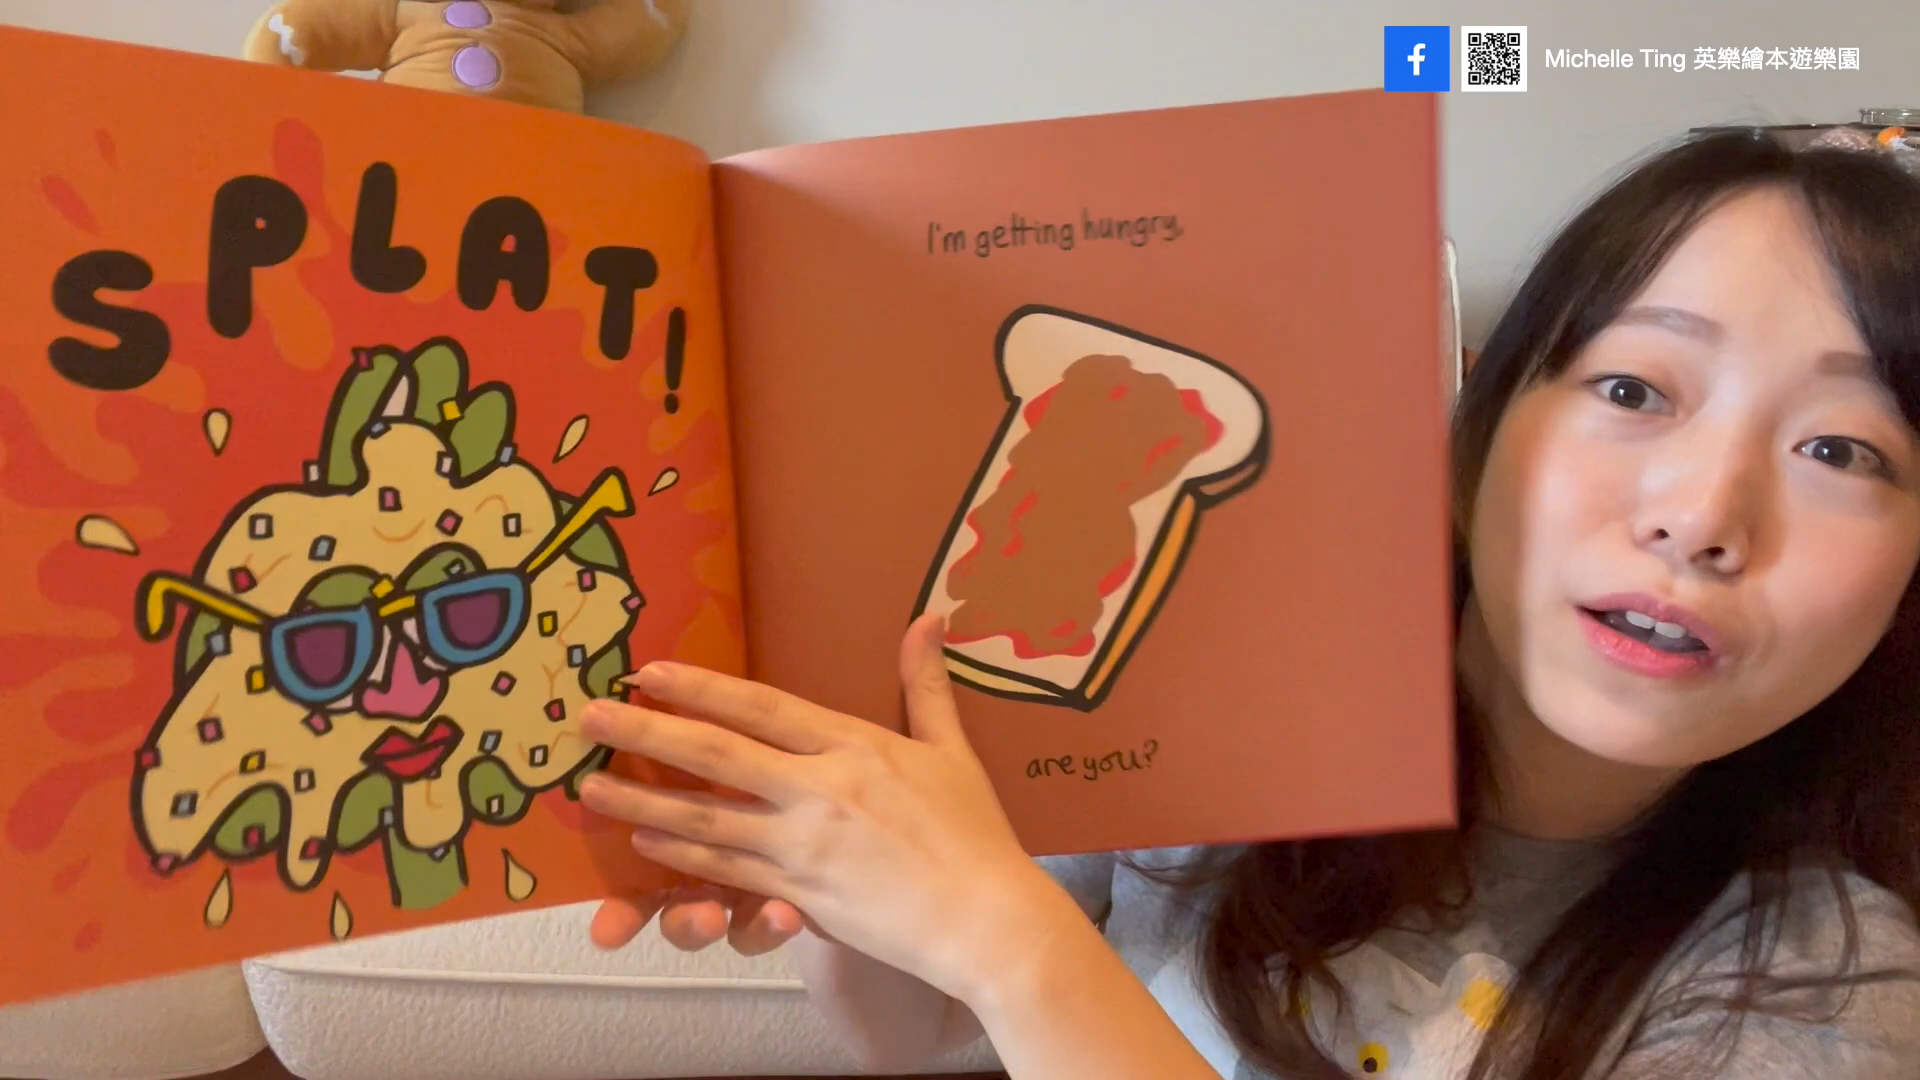 Michelle Ting 英樂繪本遊樂園
SPLAT!
I'm getting hungry,
are you?